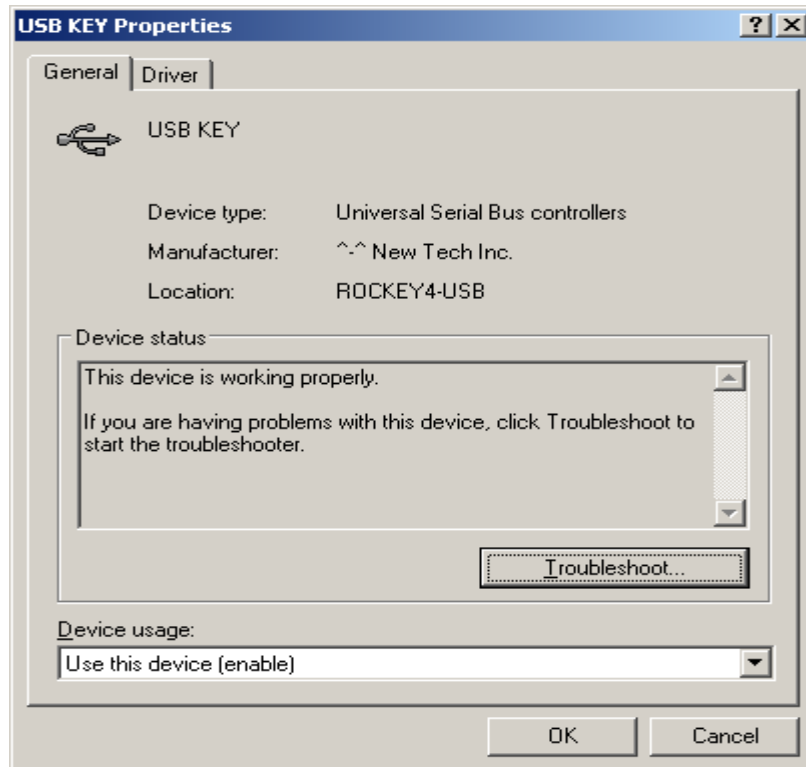 USB KEY Properties
General
Driver
USB KEY
Device type: Universal Serial Bus controllers
Manufacturer: ^-^ New Tech Inc.
Location: ROCKEY4-USB
Device status
This device is working properly.
If you are having problems with this device, click Troubleshoot to
start the troubleshooter.
Troubleshoot...
Device usage:
Use this device (enable)
OK
Cancel